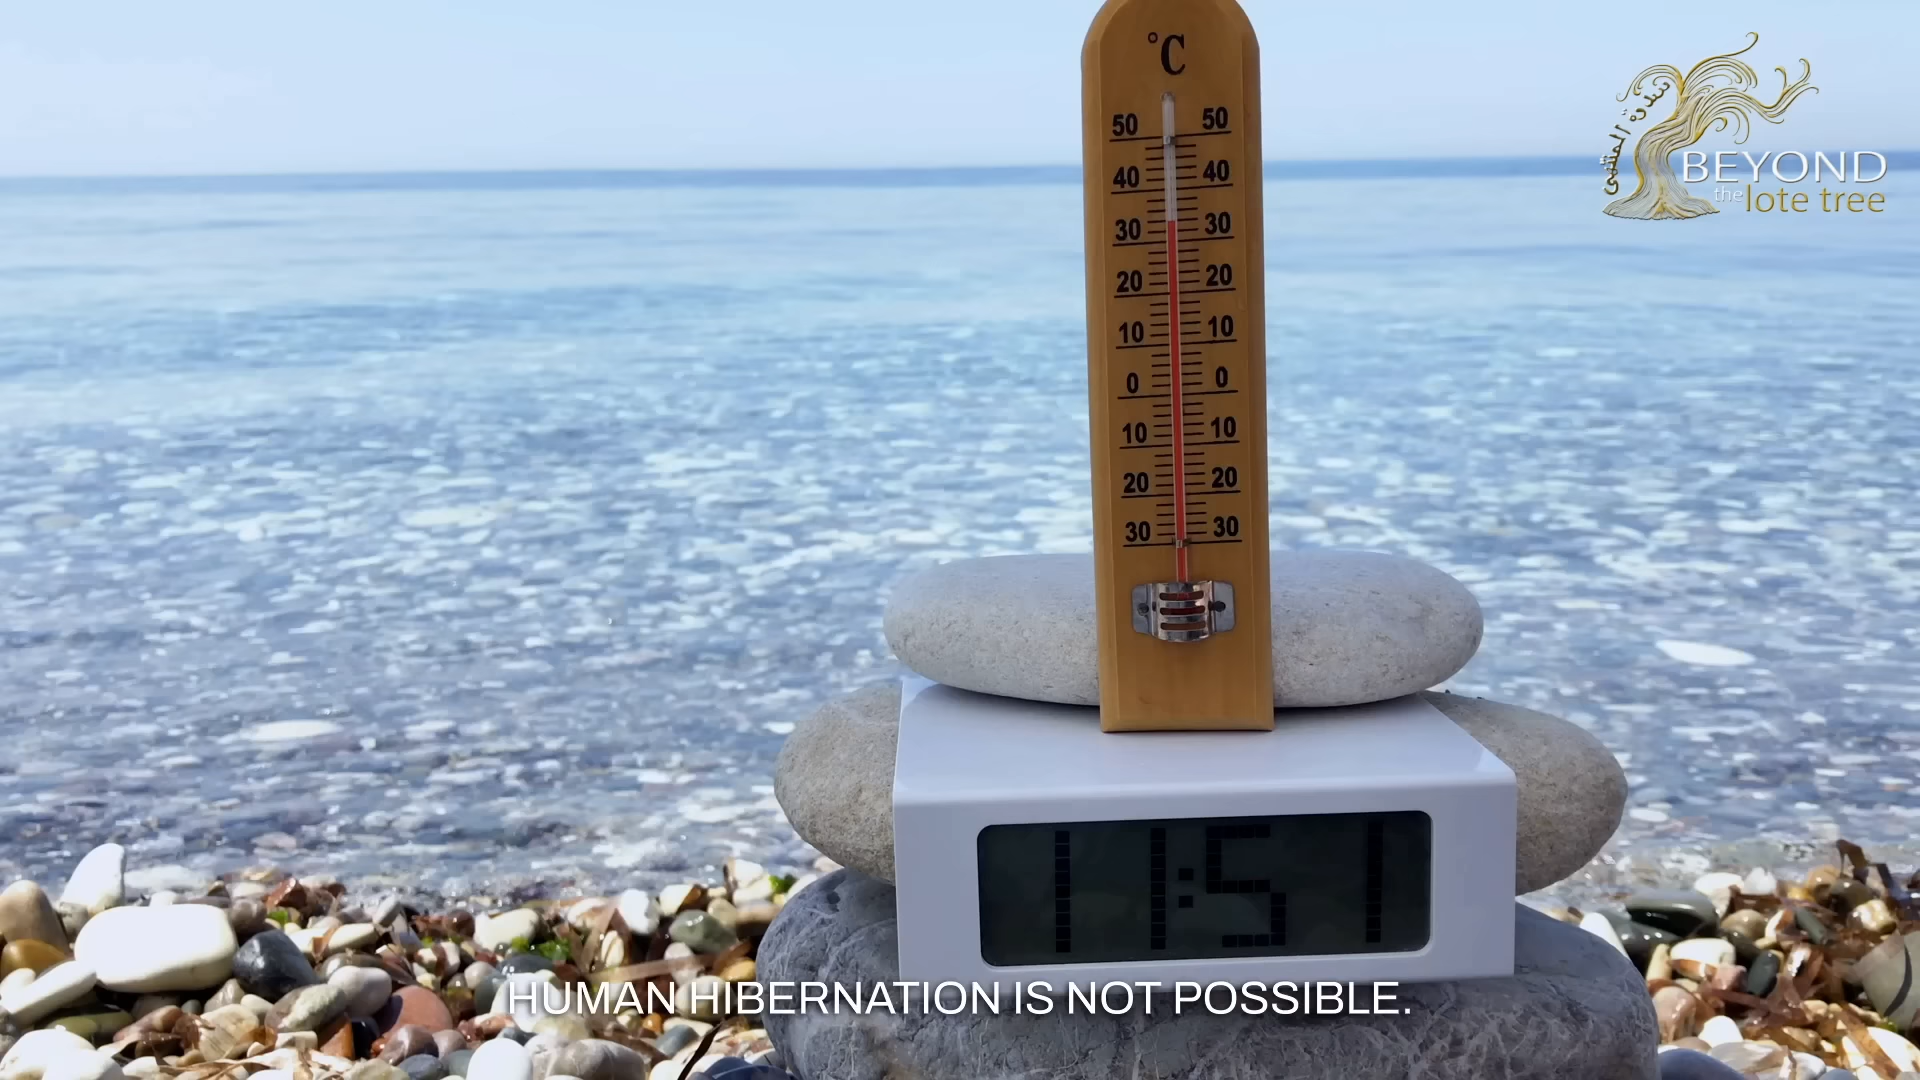 °C
50 50
40 40
30 30
20 20
10 10
0 0
10 10
20 20
30 30
سدرة المنتهى
BEYOND
the lote tree
11:51
HUMAN HIBERNATION IS NOT POSSIBLE.